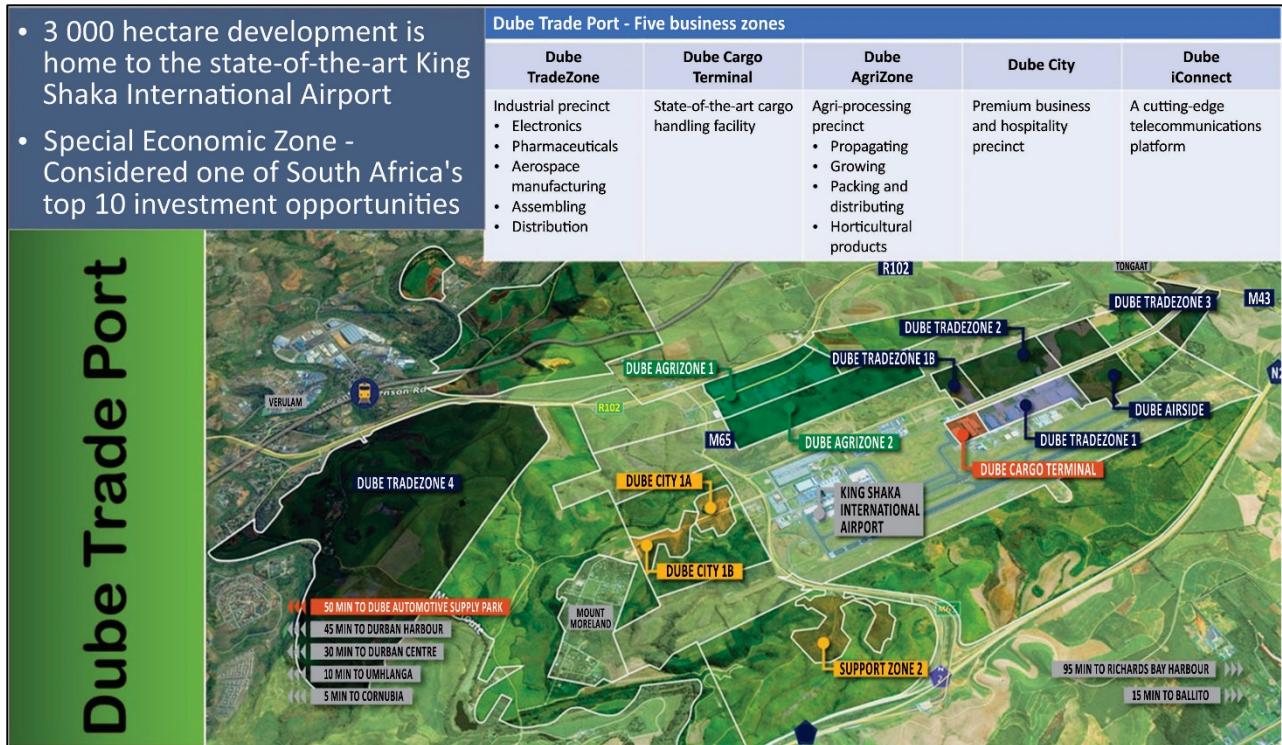 • 3 000 hectare development is
home to the state-of-the-art King
Shaka International Airport
• Special Economic Zone -
Considered one of South Africa's
top 10 investment opportunities
Dube Trade Port - Five business zones
Dube
TradeZone
Dube Cargo
Terminal
Dube
AgriZone
Dube City
Dube
iConnect
Industrial precinct
• Electronics
• Pharmaceuticals
• Aerospace
manufacturing
• Assembling
• Distribution
State-of-the-art cargo
handling facility
Agri-processing
precinct
• Propagating
• Growing
• Packing and
distributing
• Horticultural
products
Premium business
and hospitality
precinct
A cutting-edge
telecommunications
platform
Dube Trade Port
R102
TONGAAT
M43
DUBE TRADEZONE 3
DUBE TRADEZONE 2
DUBE TRADEZONE 1B
DUBE AGRIZONE 1
N2
VERULAM
R102
DUBE AIRSIDE
M65
DUBE AGRIZONE 2
DUBE TRADEZONE 1
DUBE CARGO TERMINAL
DUBE TRADEZONE 4
DUBE CITY 1A
KING SHAKA
INTERNATIONAL
AIRPORT
DUBE CITY 1B
MOUNT
MORELAND
M65
50 MIN TO DUBE AUTOMOTIVE SUPPLY PARK
45 MIN TO DURBAN HARBOUR
30 MIN TO DURBAN CENTRE
10 MIN TO UMHLANGA
5 MIN TO CORNUBIA
SUPPORT ZONE 2
95 MIN TO RICHARDS BAY HARBOUR
15 MIN TO BALLITO